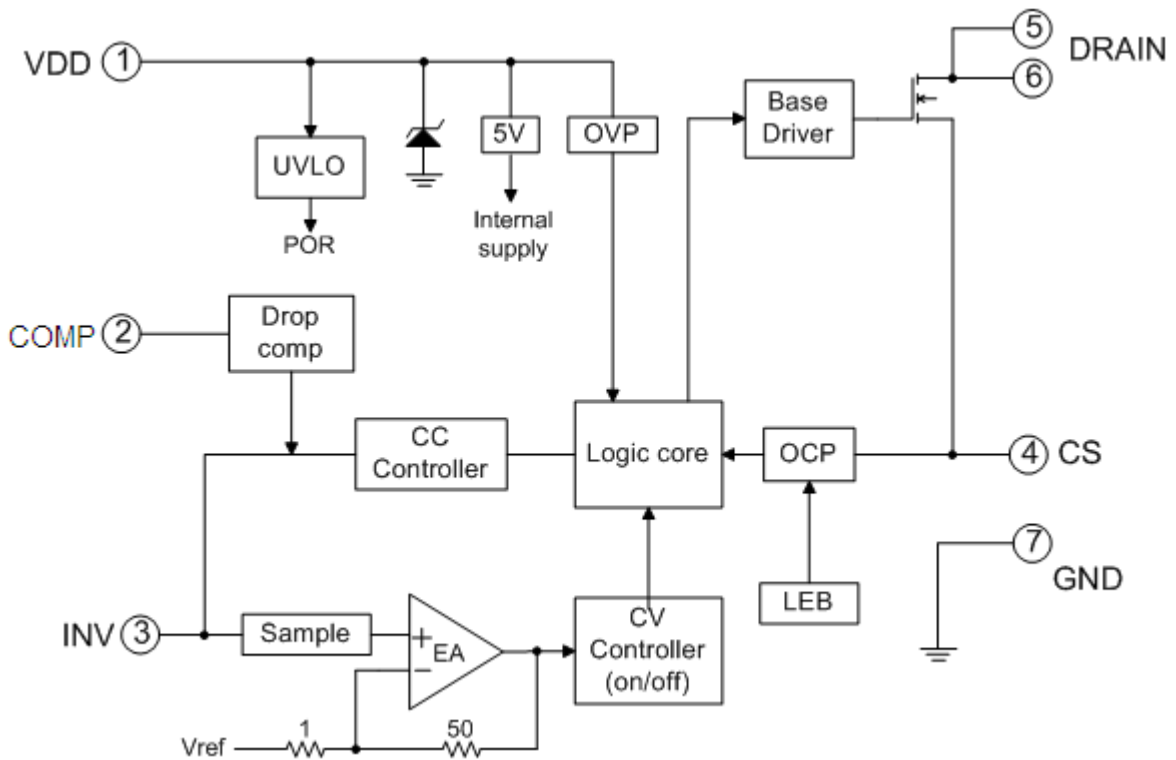 VDD
1
5
DRAIN
6
Base
Driver
5V
OVP
UVLO
Internal
supply
POR
COMP
2
Drop
comp
CC
Controller
Logic core
OCP
4
CS
7
GND
LEB
INV
3
Sample
+
EA
−
CV
Controller
(on/off)
Vref
1
50